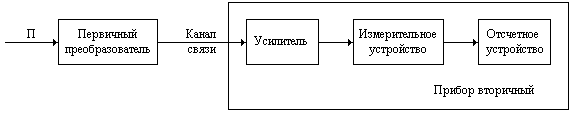 П
Первичный
преобразователь
Канал
связи
Усилитель
Измерительное
устройство
Отсчетное
устройство
Прибор вторичный